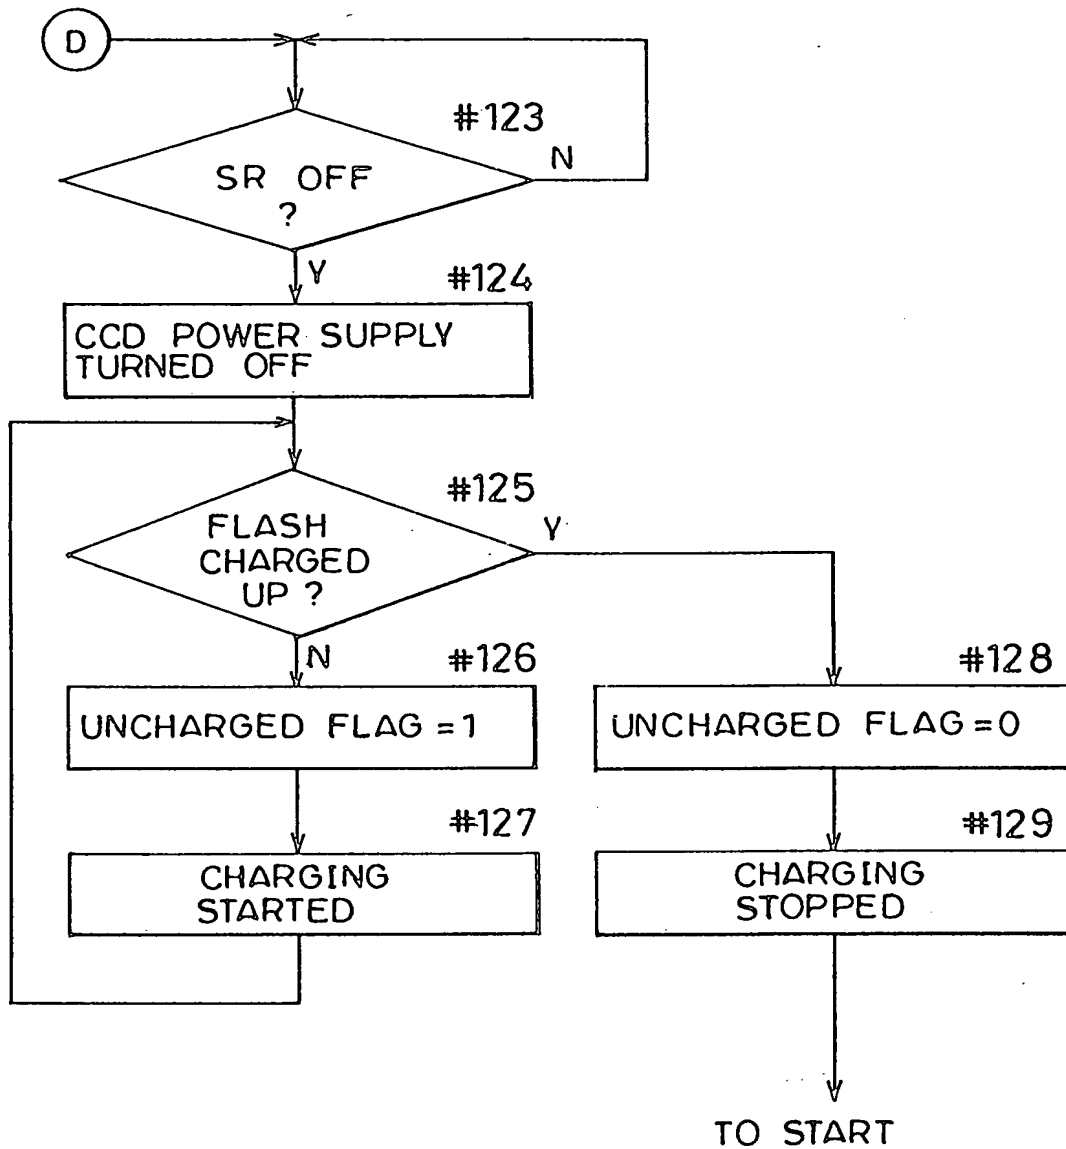 D
#123
N
SR OFF
?
Y
#124
CCD POWER SUPPLY
TURNED OFF
#125
FLASH
CHARGED
UP ?
Y
N
#126
UNCHARGED FLAG = 1
#127
CHARGING
STARTED
#128
UNCHARGED FLAG = 0
#129
CHARGING
STOPPED
TO START